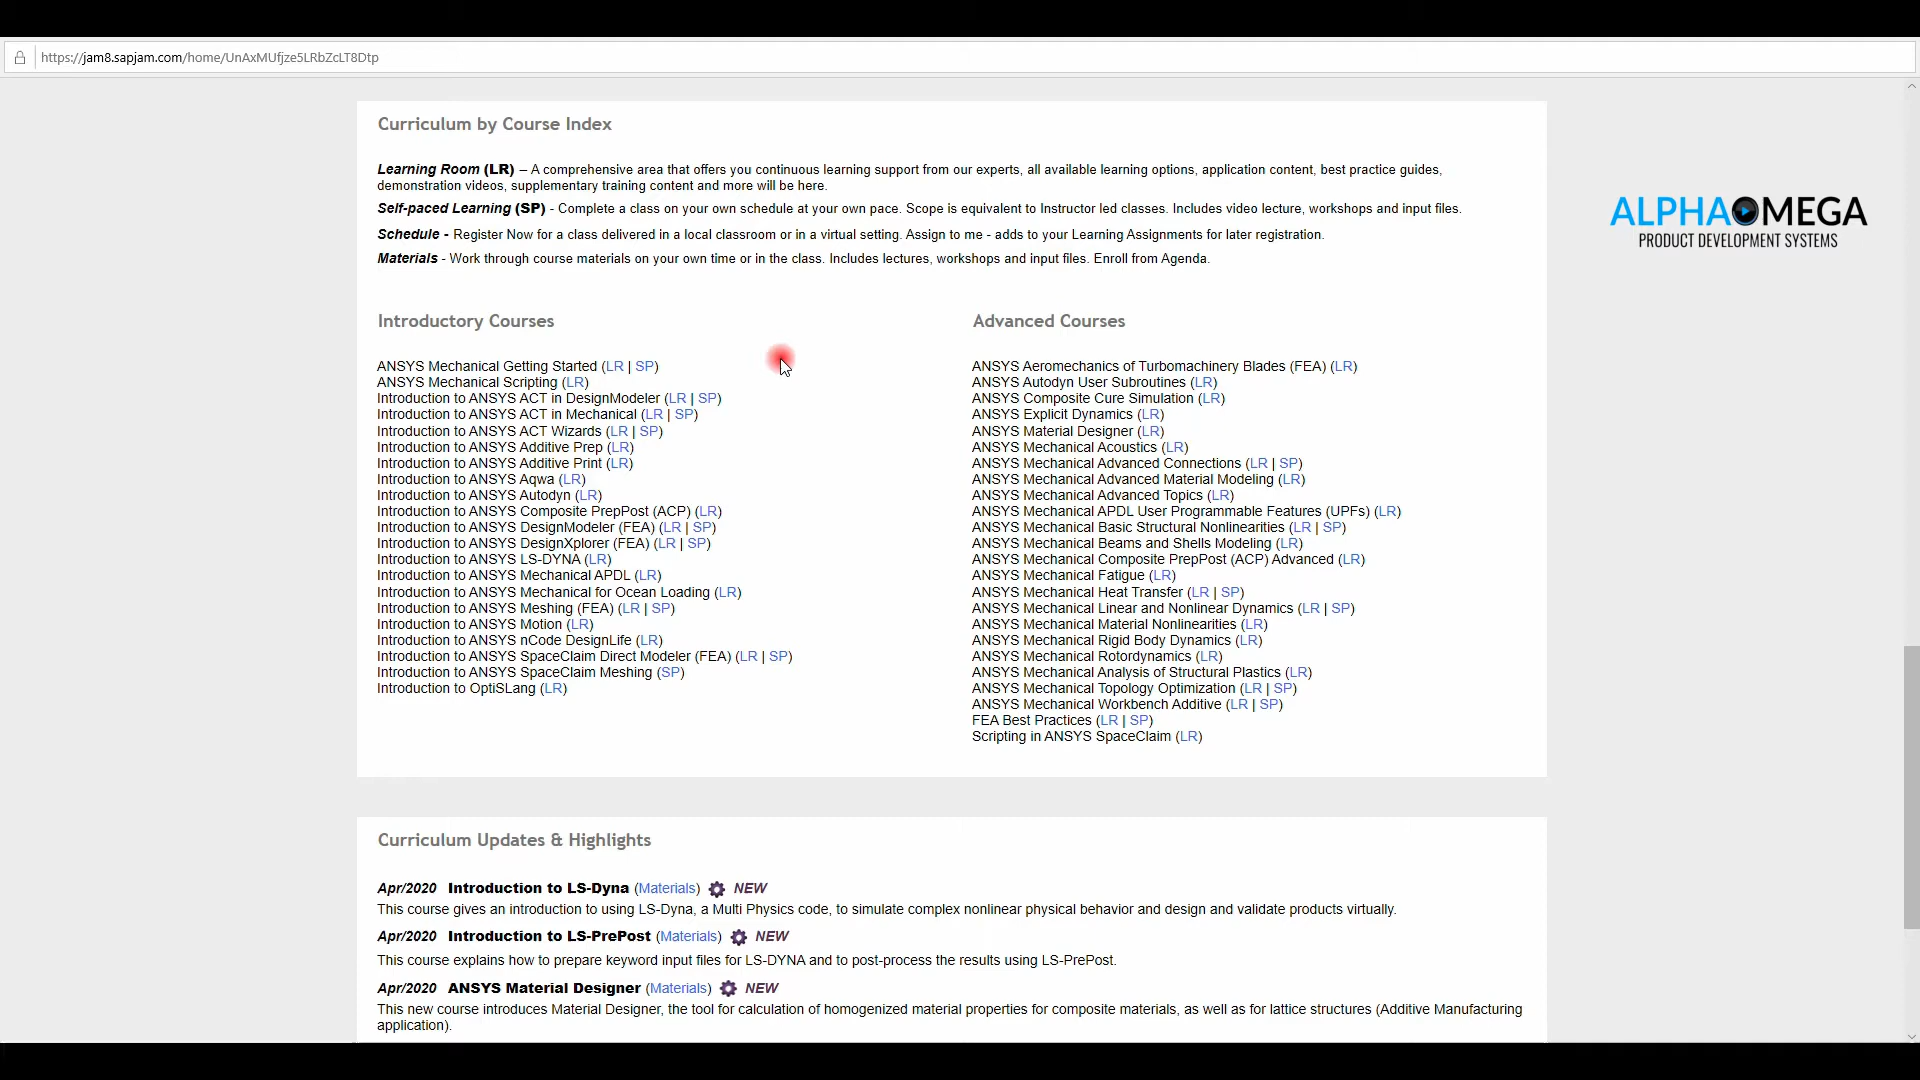 https://jam8.sapjam.com/home/UnAxMUfjze5LRbZcLT8Dtp
Curriculum by Course Index
Learning Room (LR) – A comprehensive area that offers you continuous learning support from our experts, all available learning options, application content, best practice guides,
demonstration videos, supplementary training content and more will be here.
Self-paced Learning (SP) - Complete a class on your own schedule at your own pace. Scope is equivalent to Instructor led classes. Includes video lecture, workshops and input files.
Schedule - Register Now for a class delivered in a local classroom or in a virtual setting. Assign to me - adds to your Learning Assignments for later registration.
Materials - Work through course materials on your own time or in the class. Includes lectures, workshops and input files. Enroll from Agenda.
ALPHAOMEGA
PRODUCT DEVELOPMENT SYSTEMS
Introductory Courses
ANSYS Mechanical Getting Started (LR | SP)
ANSYS Mechanical Scripting (LR)
Introduction to ANSYS ACT in DesignModeler (LR | SP)
Introduction to ANSYS ACT in Mechanical (LR | SP)
Introduction to ANSYS ACT Wizards (LR | SP)
Introduction to ANSYS Additive Prep (LR)
Introduction to ANSYS Additive Print (LR)
Introduction to ANSYS Aqwa (LR)
Introduction to ANSYS Autodyn (LR)
Introduction to ANSYS Composite PrepPost (ACP) (LR)
Introduction to ANSYS DesignModeler (FEA) (LR | SP)
Introduction to ANSYS DesignXplorer (FEA) (LR | SP)
Introduction to ANSYS LS-DYNA (LR)
Introduction to ANSYS Mechanical APDL (LR)
Introduction to ANSYS Mechanical for Ocean Loading (LR)
Introduction to ANSYS Meshing (FEA) (LR | SP)
Introduction to ANSYS Motion (LR)
Introduction to ANSYS nCode DesignLife (LR)
Introduction to ANSYS SpaceClaim Direct Modeler (FEA) (LR | SP)
Introduction to ANSYS SpaceClaim Meshing (SP)
Introduction to OptiSLang (LR)
Advanced Courses
ANSYS Aeromechanics of Turbomachinery Blades (FEA) (LR)
ANSYS Autodyn User Subroutines (LR)
ANSYS Composite Cure Simulation (LR)
ANSYS Explicit Dynamics (LR)
ANSYS Material Designer (LR)
ANSYS Mechanical Acoustics (LR)
ANSYS Mechanical Advanced Connections (LR | SP)
ANSYS Mechanical Advanced Material Modeling (LR)
ANSYS Mechanical Advanced Topics (LR)
ANSYS Mechanical APDL User Programmable Features (UPFs) (LR)
ANSYS Mechanical Basic Structural Nonlinearities (LR | SP)
ANSYS Mechanical Beams and Shells Modeling (LR)
ANSYS Mechanical Composite PrepPost (ACP) Advanced (LR)
ANSYS Mechanical Fatigue (LR)
ANSYS Mechanical Heat Transfer (LR | SP)
ANSYS Mechanical Linear and Nonlinear Dynamics (LR | SP)
ANSYS Mechanical Material Nonlinearities (LR)
ANSYS Mechanical Rigid Body Dynamics (LR)
ANSYS Mechanical Rotordynamics (LR)
ANSYS Mechanical Analysis of Structural Plastics (LR)
ANSYS Mechanical Topology Optimization (LR | SP)
ANSYS Mechanical Workbench Additive (LR | SP)
FEA Best Practices (LR | SP)
Scripting in ANSYS SpaceClaim (LR)
Curriculum Updates & Highlights
Apr/2020 Introduction to LS-Dyna (Materials) NEW
This course gives an introduction to using LS-Dyna, a Multi Physics code, to simulate complex nonlinear physical behavior and design and validate products virtually.
Apr/2020 Introduction to LS-PrePost (Materials) NEW
This course explains how to prepare keyword input files for LS-DYNA and to post-process the results using LS-PrePost.
Apr/2020 ANSYS Material Designer (Materials) NEW
This new course introduces Material Designer, the tool for calculation of homogenized material properties for composite materials, as well as for lattice structures (Additive Manufacturing
application).